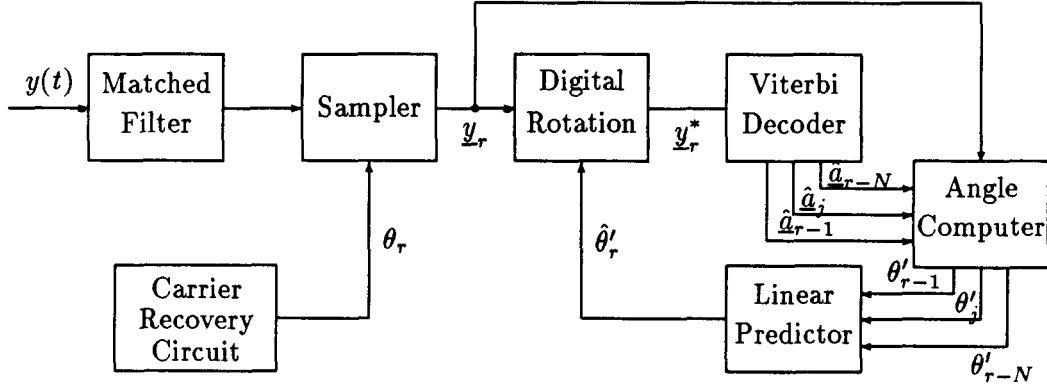 y(t)
Matched
Filter
Sampler
y_r
Digital
Rotation
y_r^*
Viterbi
Decoder
â_{r-N}
â_j
â_{r-1}
Angle
Computer
θ_r
θ̂'_r
Carrier
Recovery
Circuit
Linear
Predictor
θ'_{r-1}
θ'_j
θ'_{r-N}